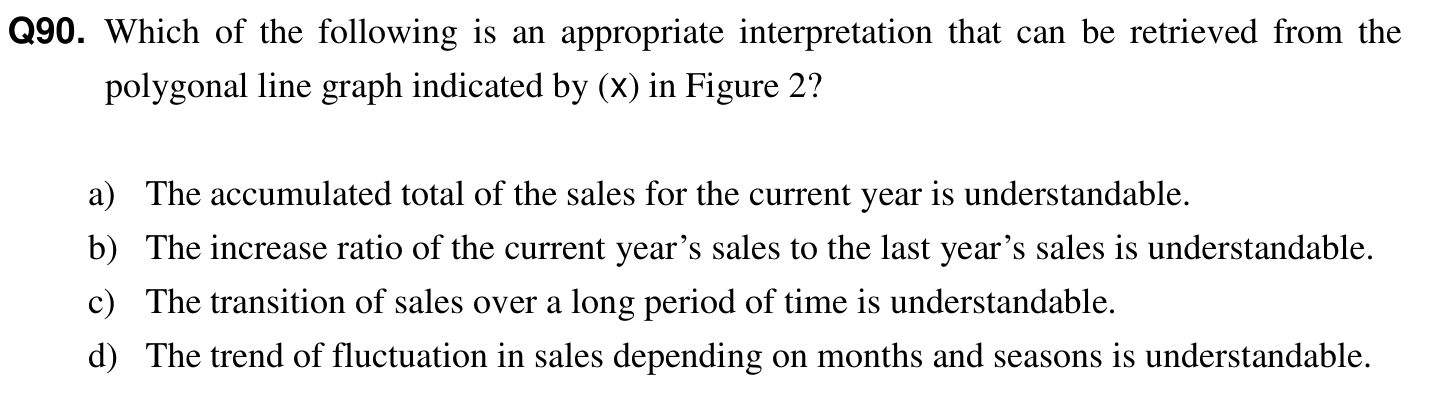 Q90. Which of the following is an appropriate interpretation that can be retrieved from the
polygonal line graph indicated by (x) in Figure 2?
a) The accumulated total of the sales for the current year is understandable.
b) The increase ratio of the current year’s sales to the last year’s sales is understandable.
c) The transition of sales over a long period of time is understandable.
d) The trend of fluctuation in sales depending on months and seasons is understandable.